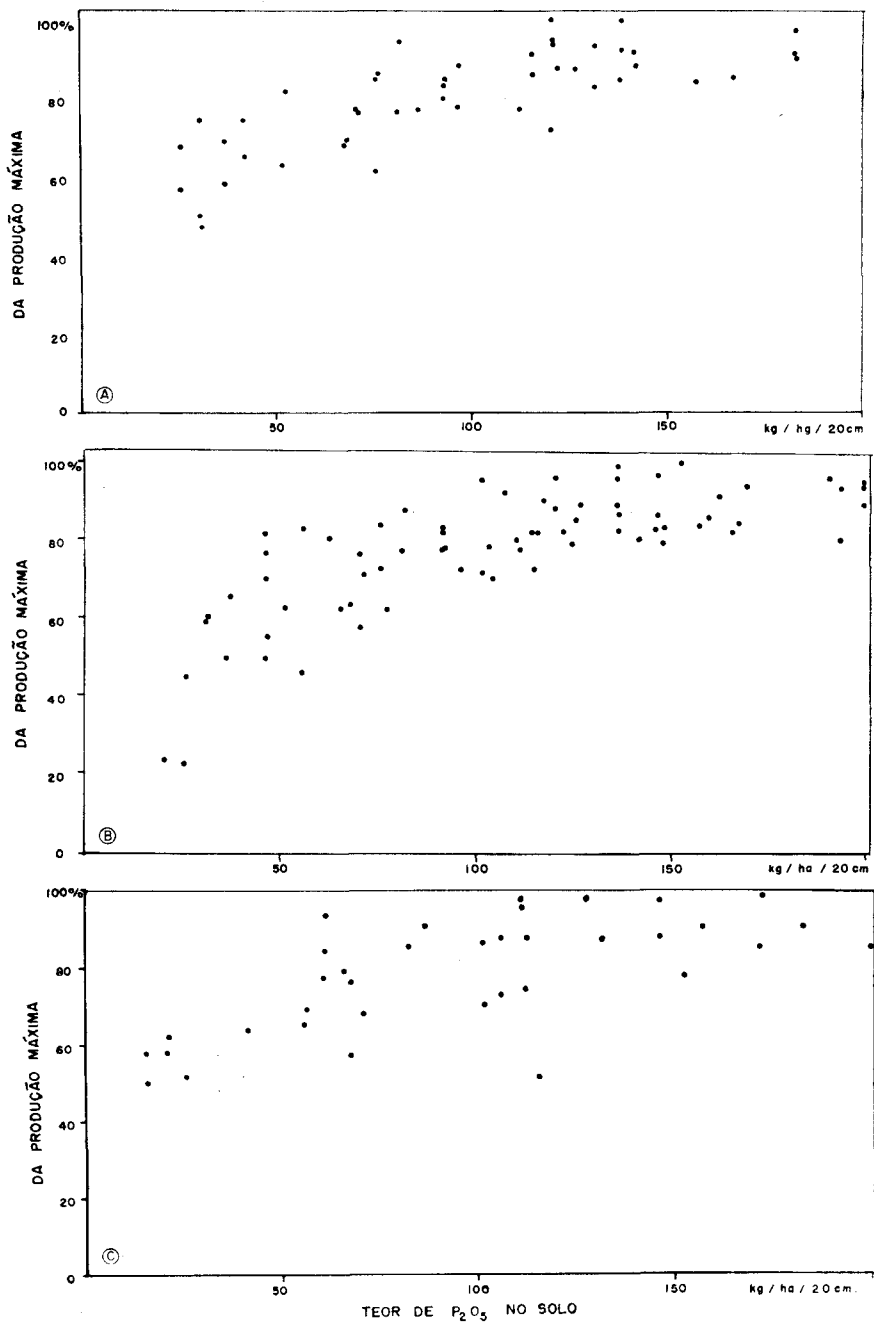 100%
80
60
40
20
0
DA PRODUÇÃO MÁXIMA
A
50
100
150
kg / hg / 20cm
100%
80
60
40
20
0
DA PRODUÇÃO MÁXIMA
B
50
100
150
kg / ha / 20 cm
100%
80
60
40
20
0
DA PRODUÇÃO MÁXIMA
C
50
100
150
kg / ha / 20 cm.
TEOR DE P2O5 NO SOLO